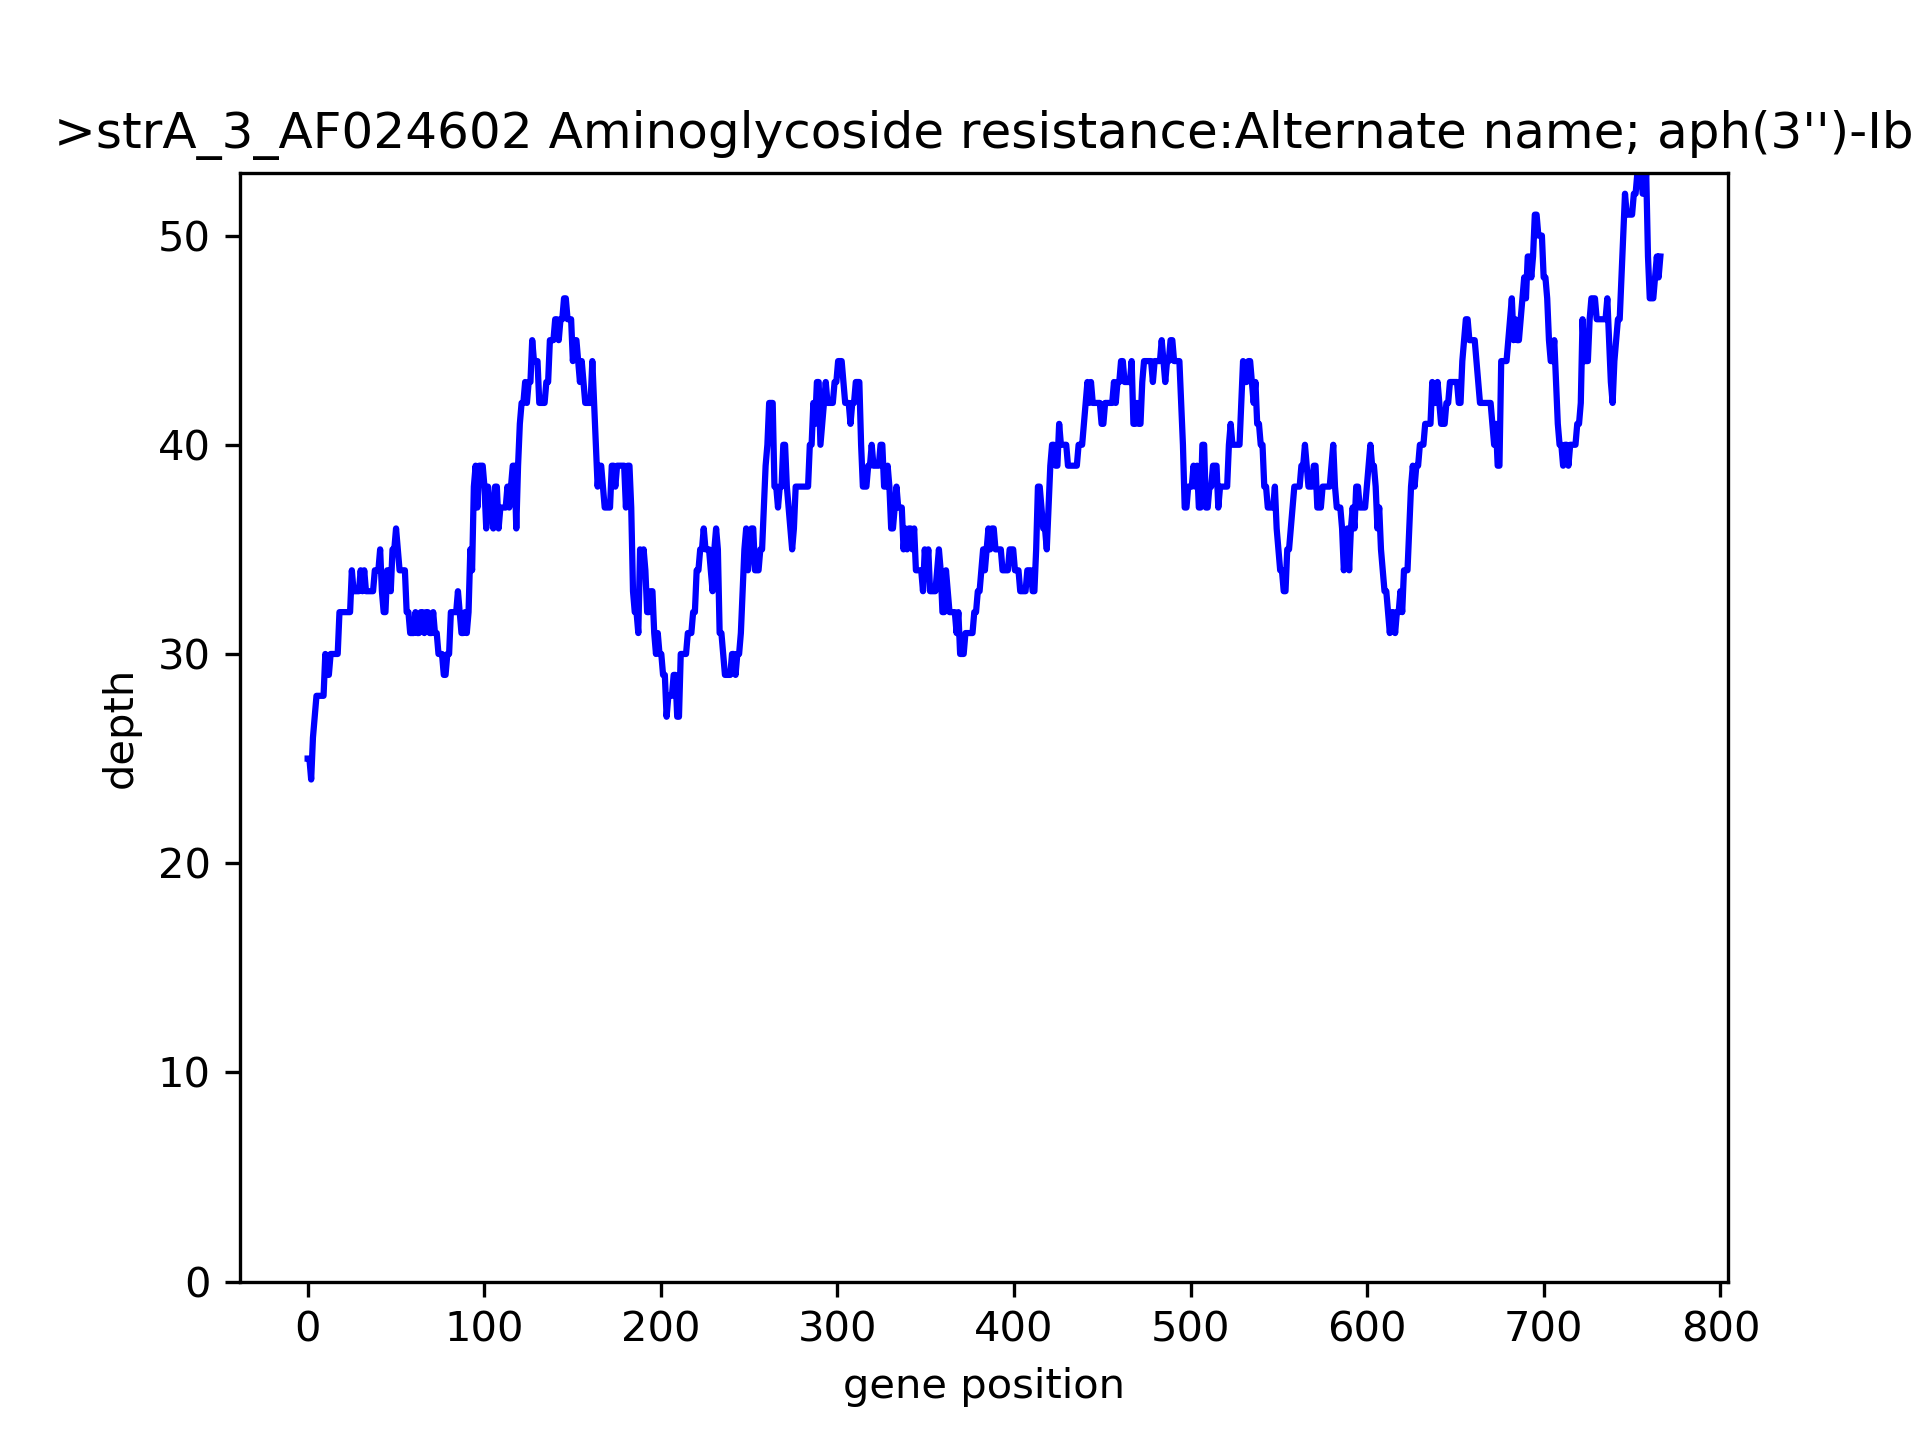 >strA_3_AF024602 Aminoglycoside resistance:Alternate name; aph(3'')-Ib
50
40
30
20
10
0
depth
0 100 200 300 400 500 600 700 800
gene position